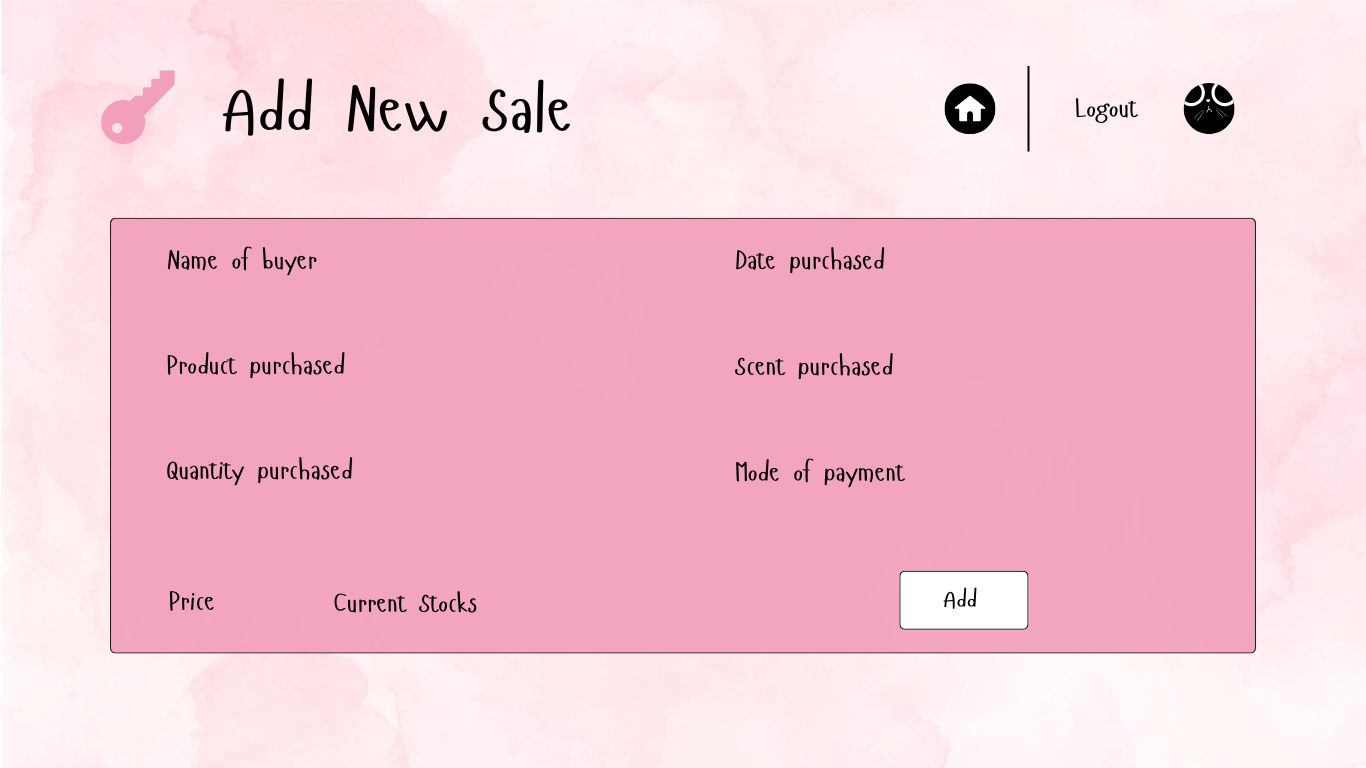 Add New Sale
Logout
Name of buyer
Date purchased
Product purchased
Scent purchased
Quantity purchased
Mode of payment
Price
Current Stocks
Add